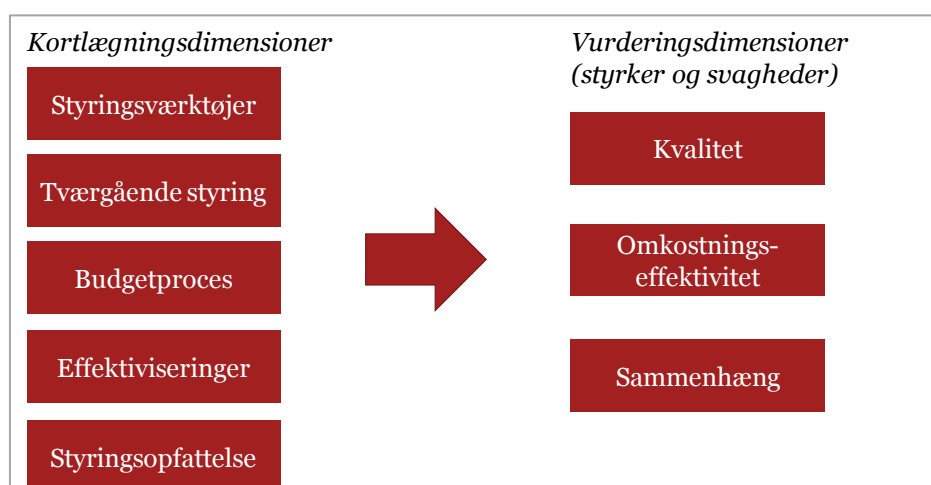 Kortlægningsdimensioner
Styringsværktøjer
Tværgående styring
Budgetproces
Effektiviseringer
Styringsopfattelse
Vurderingsdimensioner
(styrker og svagheder)
Kvalitet
Omkostnings-
effektivitet
Sammenhæng